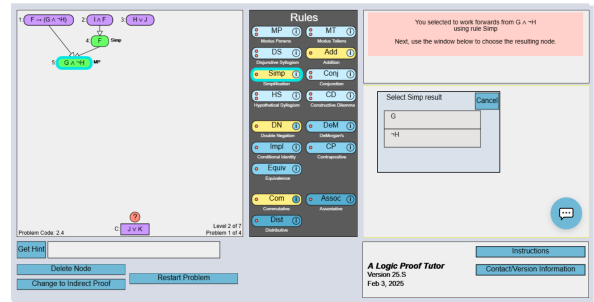 1: F → (G ∧ ¬H)
2: I ∧ F
3: H ∨ J
4: F Simp
5: G ∧ ¬H MP
?
C: J ∨ K
Problem Code: 2.4
Level 2 of 7
Problem 1 of 4
Rules
MP
Modus Ponens
MT
Modus Tollens
DS
Disjunctive Syllogism
Add
Addition
Simp
Simplification
Conj
Conjunction
HS
Hypothetical Syllogism
CD
Constructive Dilemma
DN
Double Negation
DeM
DeMorgan's
Impl
Conditional Identity
CP
Contrapositive
Equiv
Equivalence
Com
Commutative
Assoc
Associative
Dist
Distributive
You selected to work forwards from G ∧ ¬H
using rule Simp
Next, use the window below to choose the resulting node.
Select Simp result
Cancel
G
¬H
Get Hint
Delete Node
Change to Indirect Proof
Restart Problem
A Logic Proof Tutor
Version 25.S
Feb 3, 2025
Instructions
Contact/Version Information